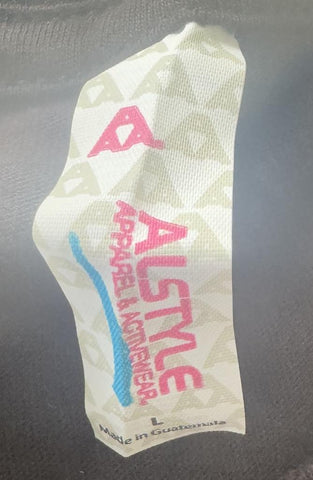 ALSTYLE
APPAREL & ACTIVEWEAR®
L
Made in Guatemala